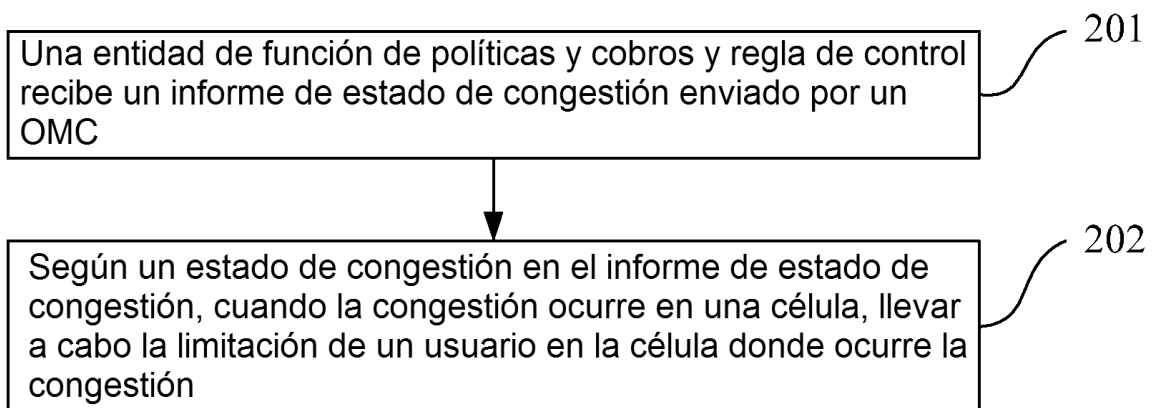 201
Una entidad de función de políticas y cobros y regla de control
recibe un informe de estado de congestión enviado por un
OMC
202
Según un estado de congestión en el informe de estado de
congestión, cuando la congestión ocurre en una célula, llevar
a cabo la limitación de un usuario en la célula donde ocurre la
congestión